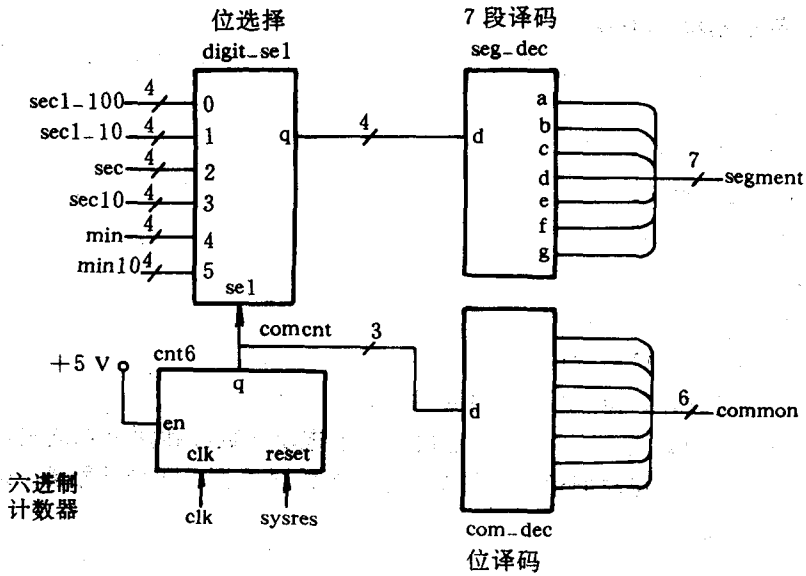 位选择
digit_sel
7 段译码
seg_dec
sec1_100
4
0
sec1_10
4
1
sec
4
2
sec10
4
3
min
4
4
min10
4
5
q
sel
4
d
a
b
c
d
e
f
g
7
segment
comcnt
3
+5 V
cnt6
q
en
clk
reset
clk
sysres
六进制
计数器
d
6
common
com_dec
位译码